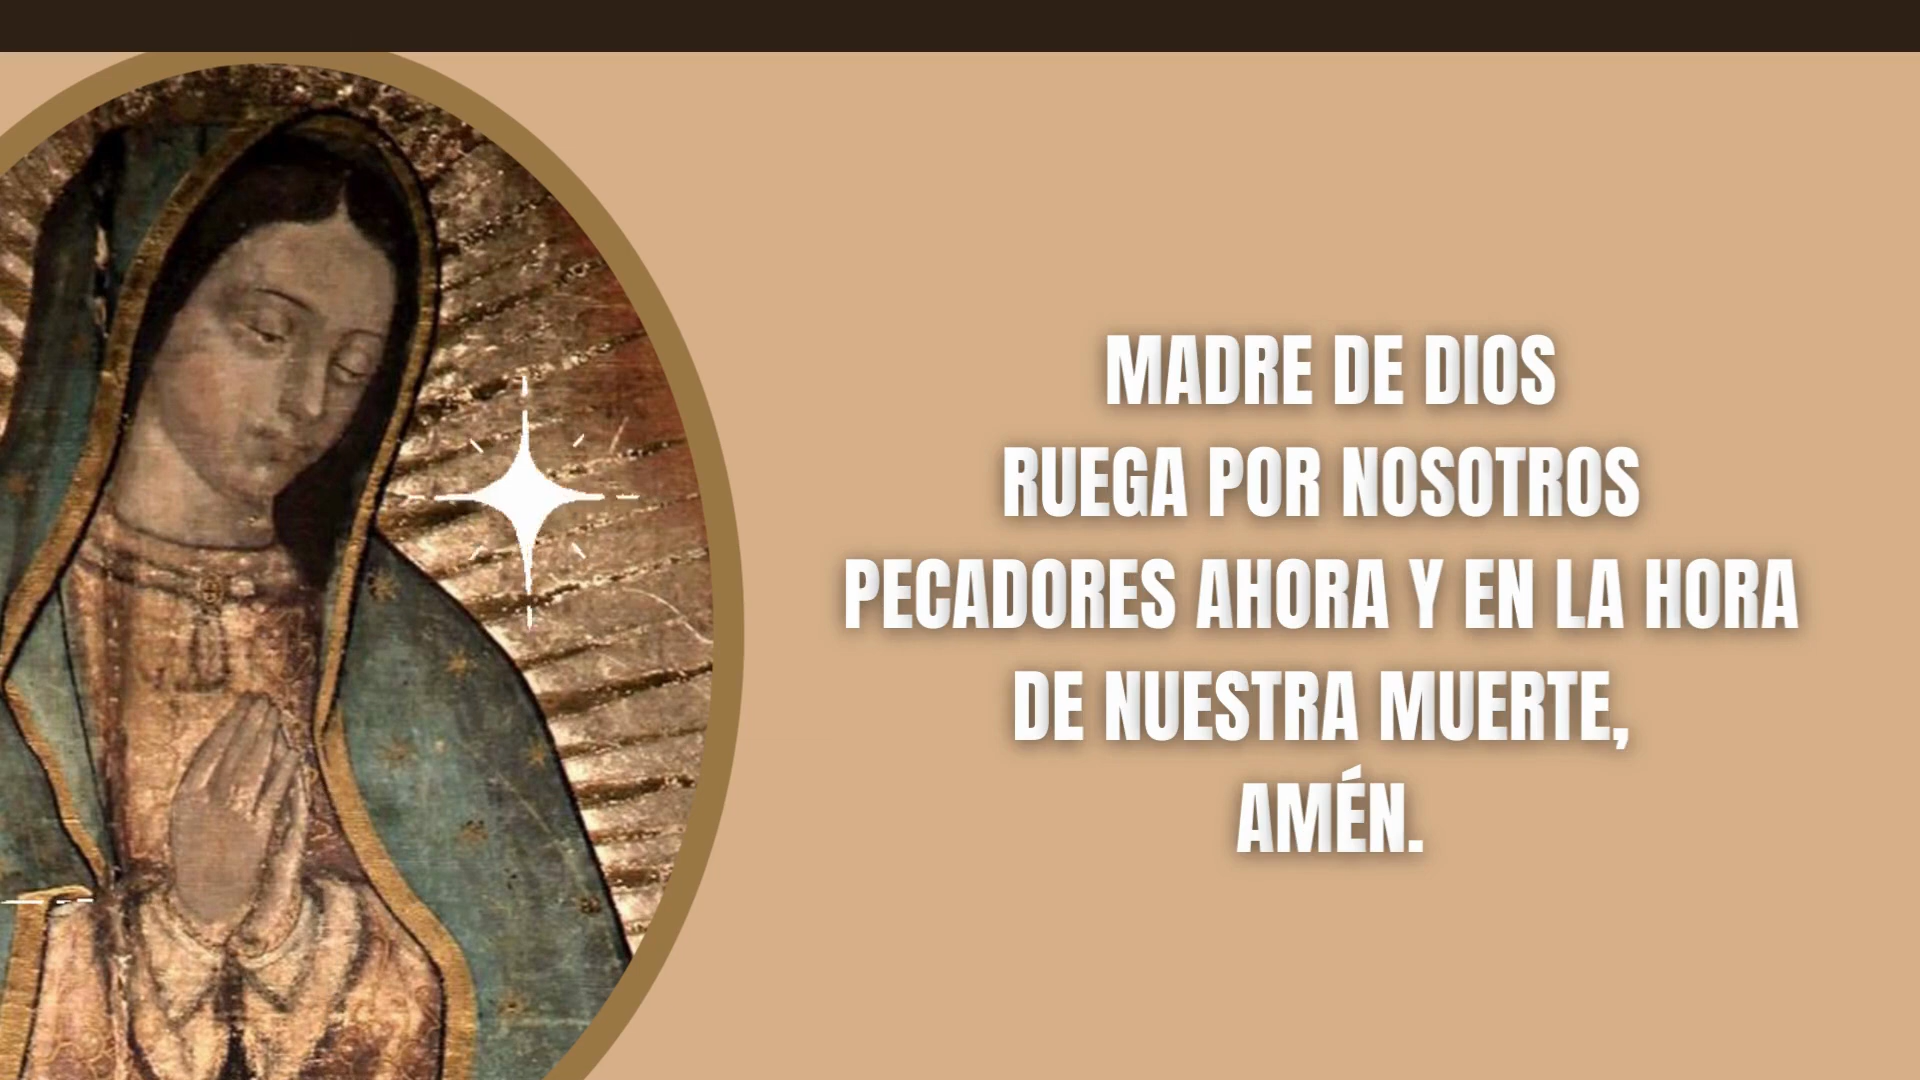 MADRE DE DIOS
RUEGA POR NOSOTROS
PECADORES AHORA Y EN LA HORA
DE NUESTRA MUERTE,
AMÉN.